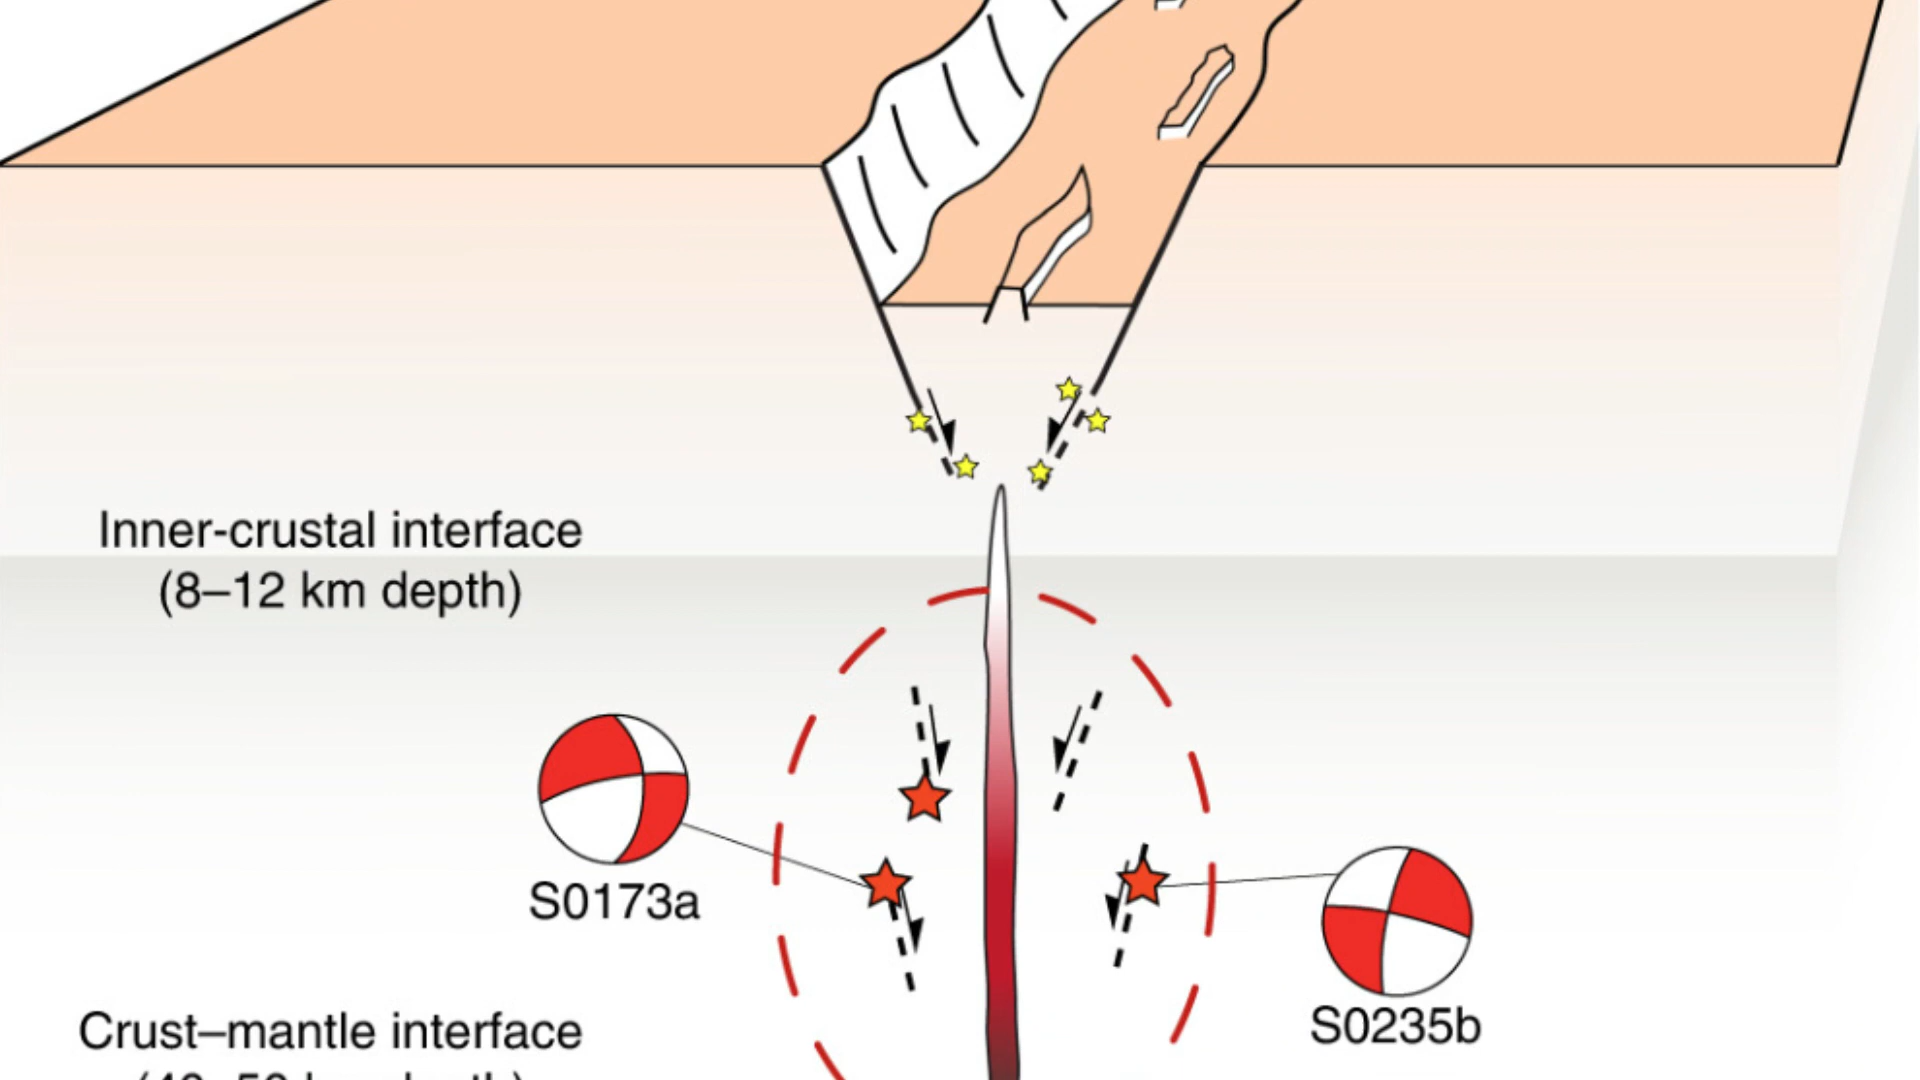 Inner-crustal interface
(8–12 km depth)
S0173a
S0235b
Crust–mantle interface